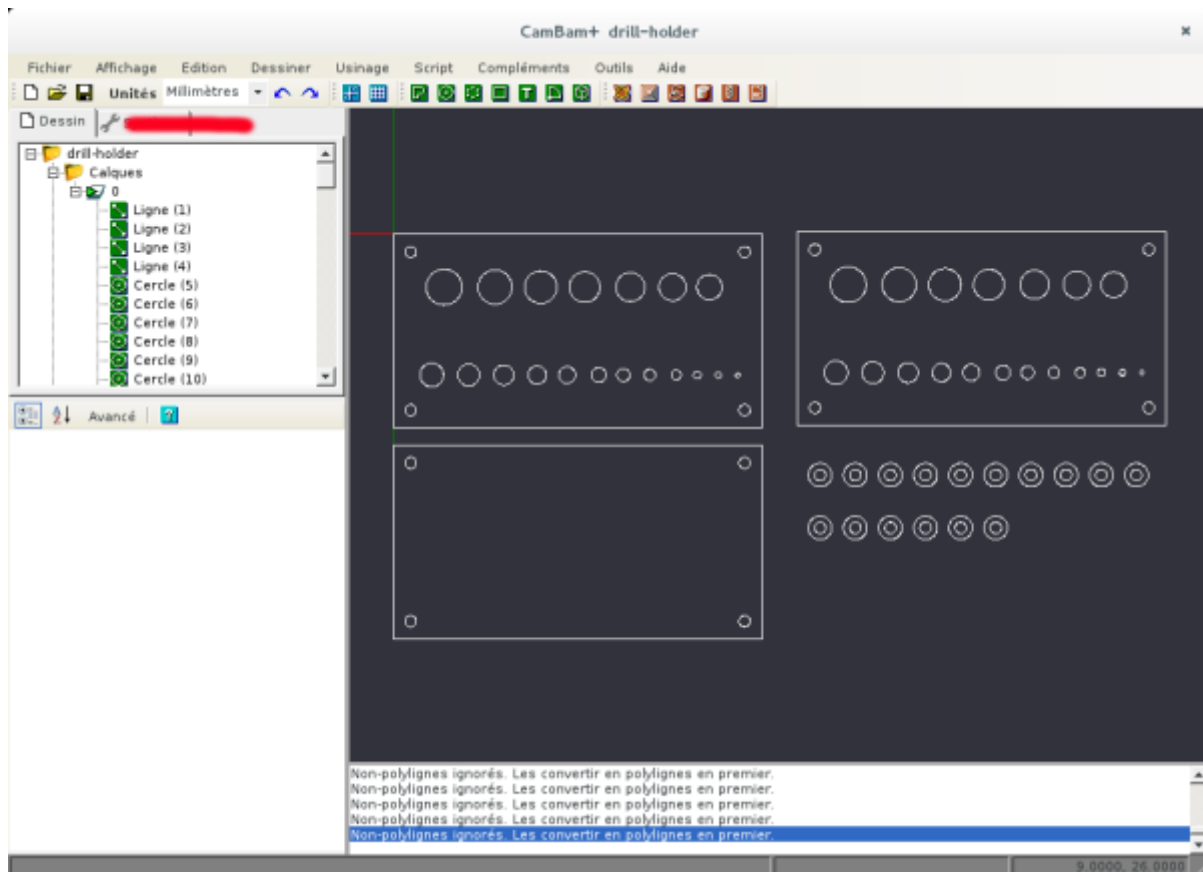 CamBam+ drill-holder
Fichier Affichage Edition Dessiner Usinage Script Compléments Outils Aide
Unités Millimètres
Dessin
drill-holder
Calques
0
Ligne (1)
Ligne (2)
Ligne (3)
Ligne (4)
Cercle (5)
Cercle (6)
Cercle (7)
Cercle (8)
Cercle (9)
Cercle (10)
Avancé
Non-polylignes ignorés. Les convertir en polylignes en premier.
Non-polylignes ignorés. Les convertir en polylignes en premier.
Non-polylignes ignorés. Les convertir en polylignes en premier.
Non-polylignes ignorés. Les convertir en polylignes en premier.
Non-polylignes ignorés. Les convertir en polylignes en premier.
9.0000, 26.0000